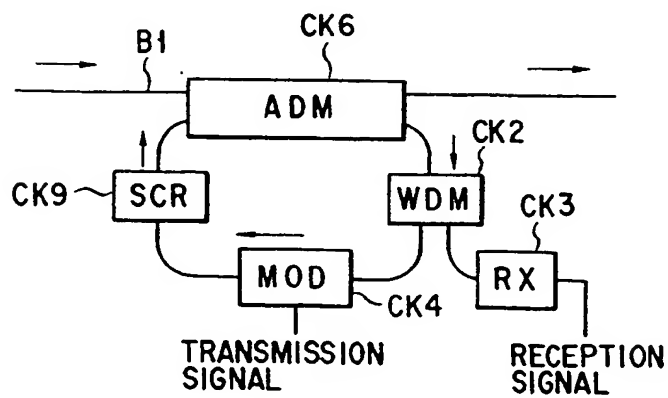 B1
CK6
ADM
CK2
CK9
SCR
WDM
CK3
MOD
RX
CK4
TRANSMISSION
SIGNAL
RECEPTION
SIGNAL